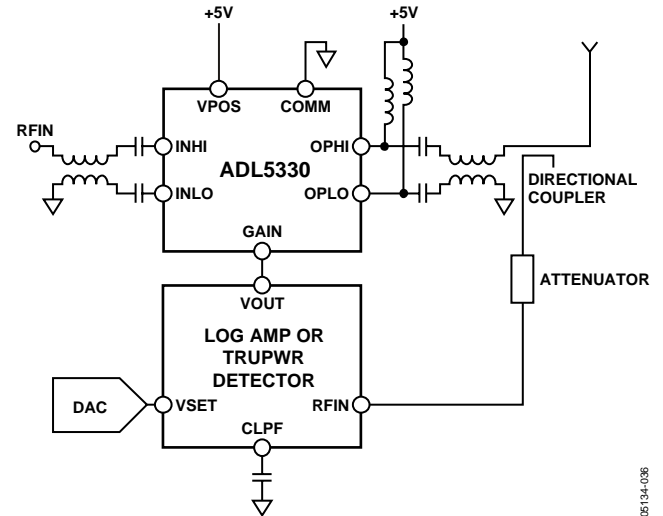 +5V
+5V
VPOS
COMM
RFIN
INHI
OPHI
ADL5330
INLO
OPLO
DIRECTIONAL
COUPLER
GAIN
ATTENUATOR
VOUT
LOG AMP OR
TRUPWR
DETECTOR
DAC
VSET
RFIN
CLPF
05134-036